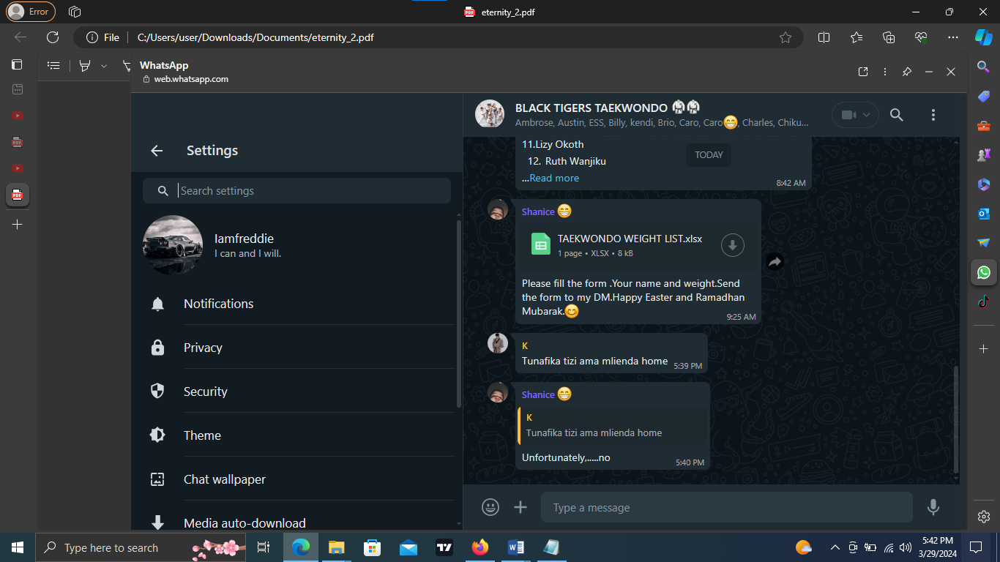 Error
eternity_2.pdf
File
C:/Users/user/Downloads/Documents/eternity_2.pdf
WhatsApp
web.whatsapp.com
Settings
Search settings
Iamfreddie
I can and I will.
Notifications
Privacy
Security
Theme
Chat wallpaper
Media auto-download
BLACK TIGERS TAEKWONDO 🥋🥋
Ambrose, Austin, ESS, Billy, kendi, Brio, Caro, Caro😁, Charles, Chiku...
11.Lizy Okoth
12. Ruth Wanjiku
...Read more
8:42 AM
TODAY
Shanice 😁
TAEKWONDO WEIGHT LIST.xlsx
1 page • XLSX • 8 kB
Please fill the form .Your name and weight.Send
the form to my DM.Happy Easter and Ramadhan
Mubarak.😊
9:25 AM
K
Tunafika tizi ama mlienda home
5:39 PM
Shanice 😁
K
Tunafika tizi ama mlienda home
Unfortunately,.....no
5:40 PM
Type a message
Type here to search
5:42 PM
3/29/2024